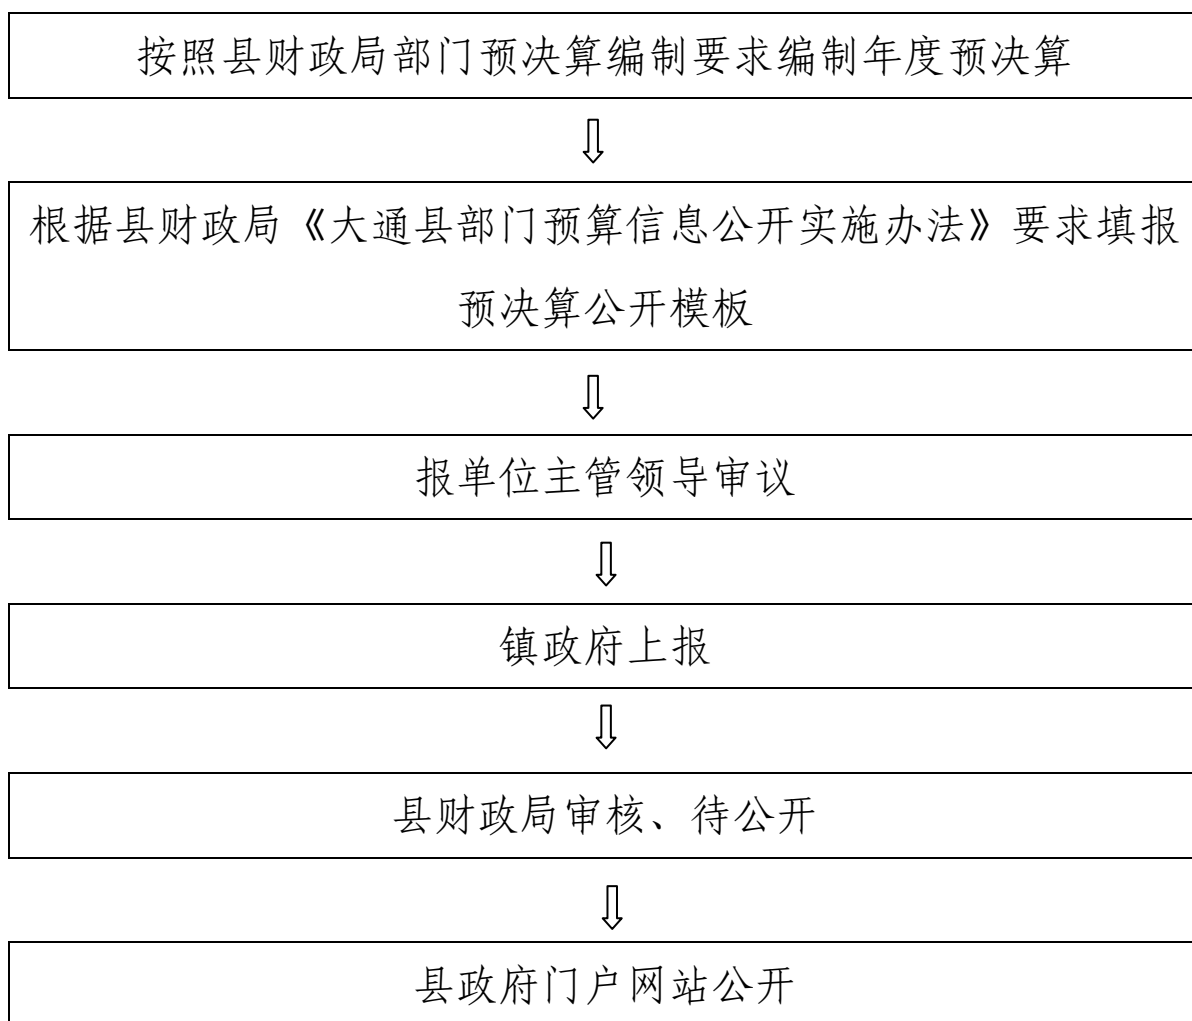 按照县财政局部门预决算编制要求编制年度预决算
根据县财政局《大通县部门预算信息公开实施办法》要求填报
预决算公开模板
报单位主管领导审议
镇政府上报
县财政局审核、待公开
县政府门户网站公开